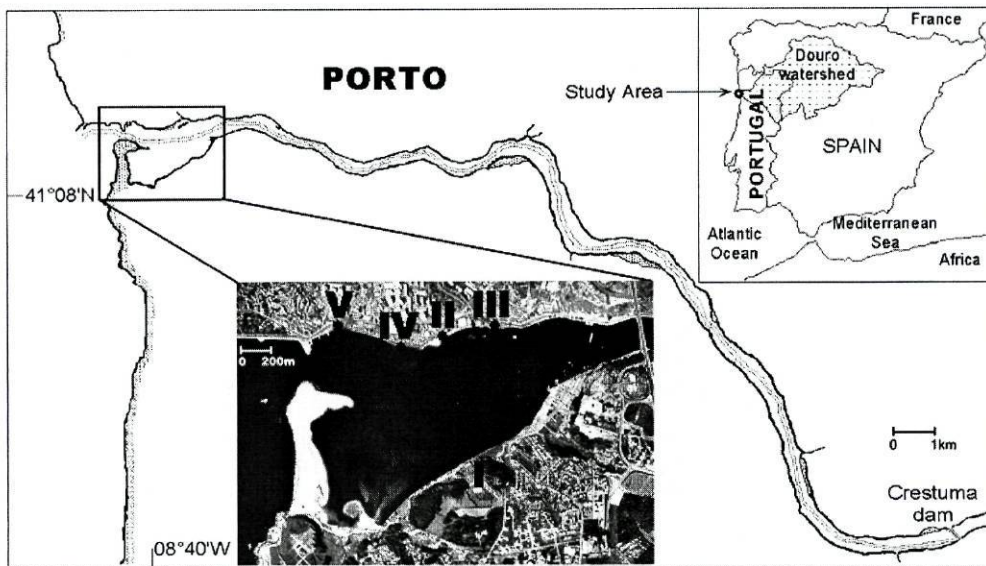 PORTO
41°08'N
08°40'W
V
IV
II
III
I
0 200m
0 1km
Crestuma
dam
France
Douro
watershed
Study Area
PORTUGAL
SPAIN
Atlantic
Ocean
Mediterranean
Sea
Africa